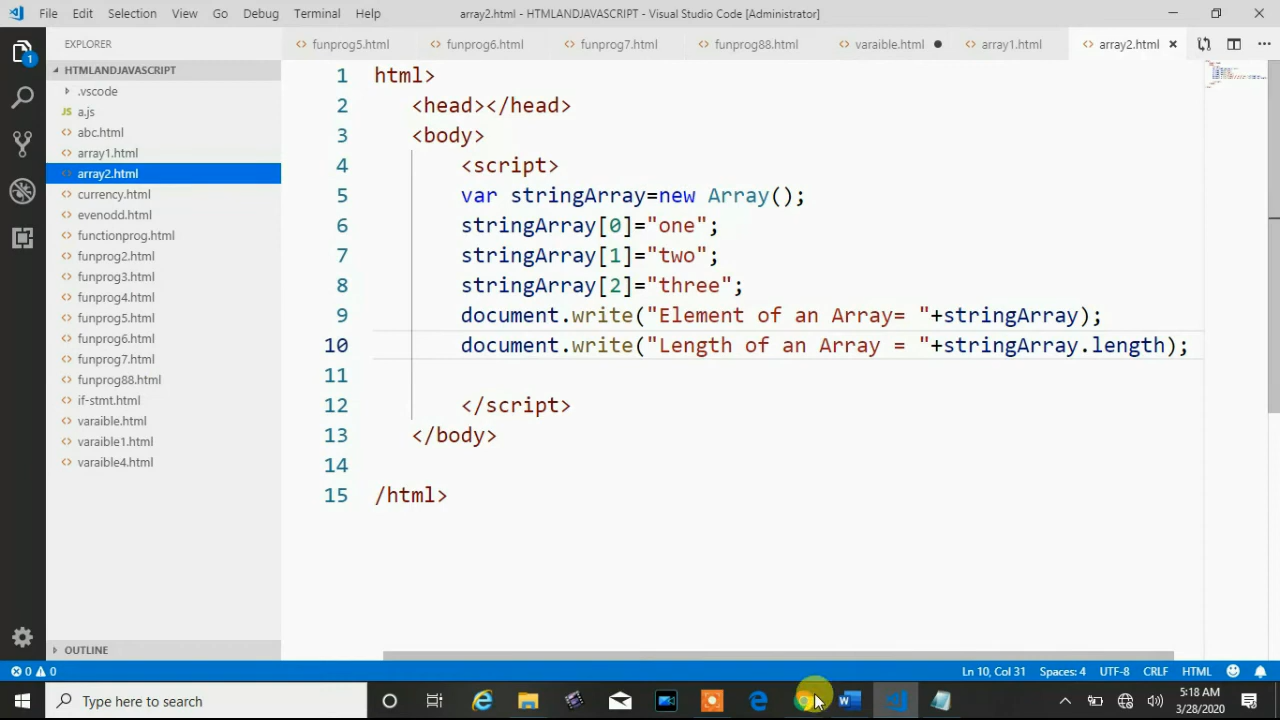 File Edit Selection View Go Debug Terminal Help array2.html - HTMLANDJAVASCRIPT - Visual Studio Code [Administrator]
EXPLORER
funprog5.html funprog6.html funprog7.html funprog88.html varaible.html array1.html array2.html
HTMLANDJAVASCRIPT
.vscode
JS a.js
abc.html
array1.html
array2.html
currency.html
evenodd.html
functionprog.html
funprog2.html
funprog3.html
funprog4.html
funprog5.html
funprog6.html
funprog7.html
funprog88.html
if-stmt.html
varaible.html
varaible1.html
varaible4.html
OUTLINE
1 html>
2 <head></head>
3 <body>
4 <script>
5 var stringArray=new Array();
6 stringArray[0]="one";
7 stringArray[1]="two";
8 stringArray[2]="three";
9 document.write("Element of an Array= "+stringArray);
10 document.write("Length of an Array = "+stringArray.length);
11
12 </script>
13 </body>
14
15 /html>
1
0 0 Ln 10, Col 31 Spaces: 4 UTF-8 CRLF HTML
Type here to search
5:18 AM
3/28/2020